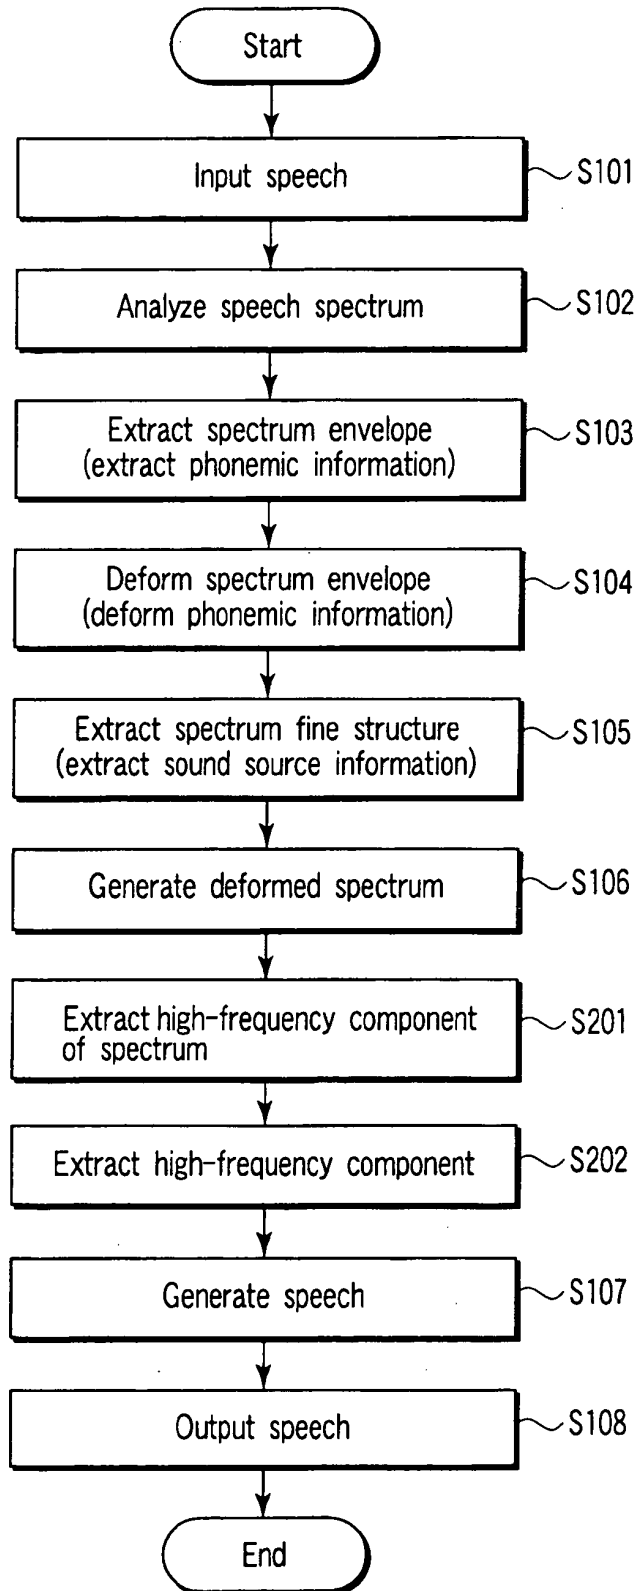 Start
Input speech
S101
Analyze speech spectrum
S102
Extract spectrum envelope
(extract phonemic information)
S103
Deform spectrum envelope
(deform phonemic information)
S104
Extract spectrum fine structure
(extract sound source information)
S105
Generate deformed spectrum
S106
Extract high-frequency component
of spectrum
S201
Extract high-frequency component
S202
Generate speech
S107
Output speech
S108
End